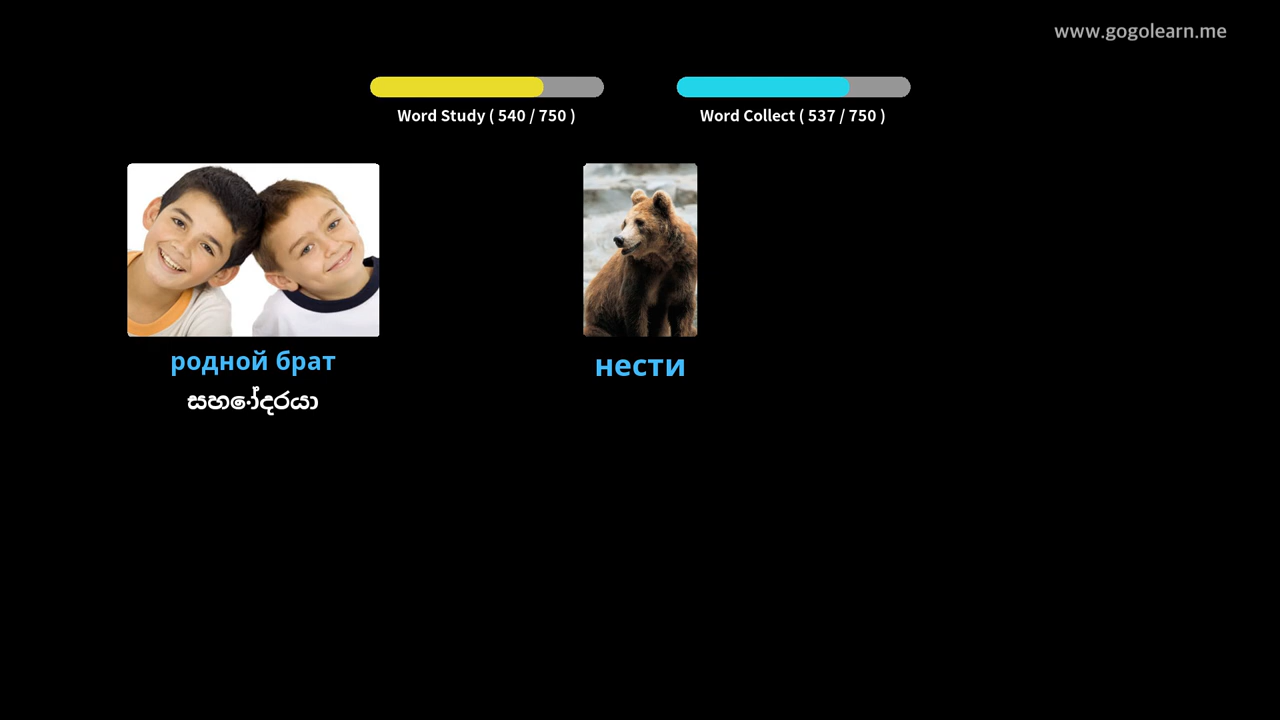 www.gogolearn.me
Word Study ( 540 / 750 )
Word Collect ( 537 / 750 )
родной брат
සහෝදරයා
нести